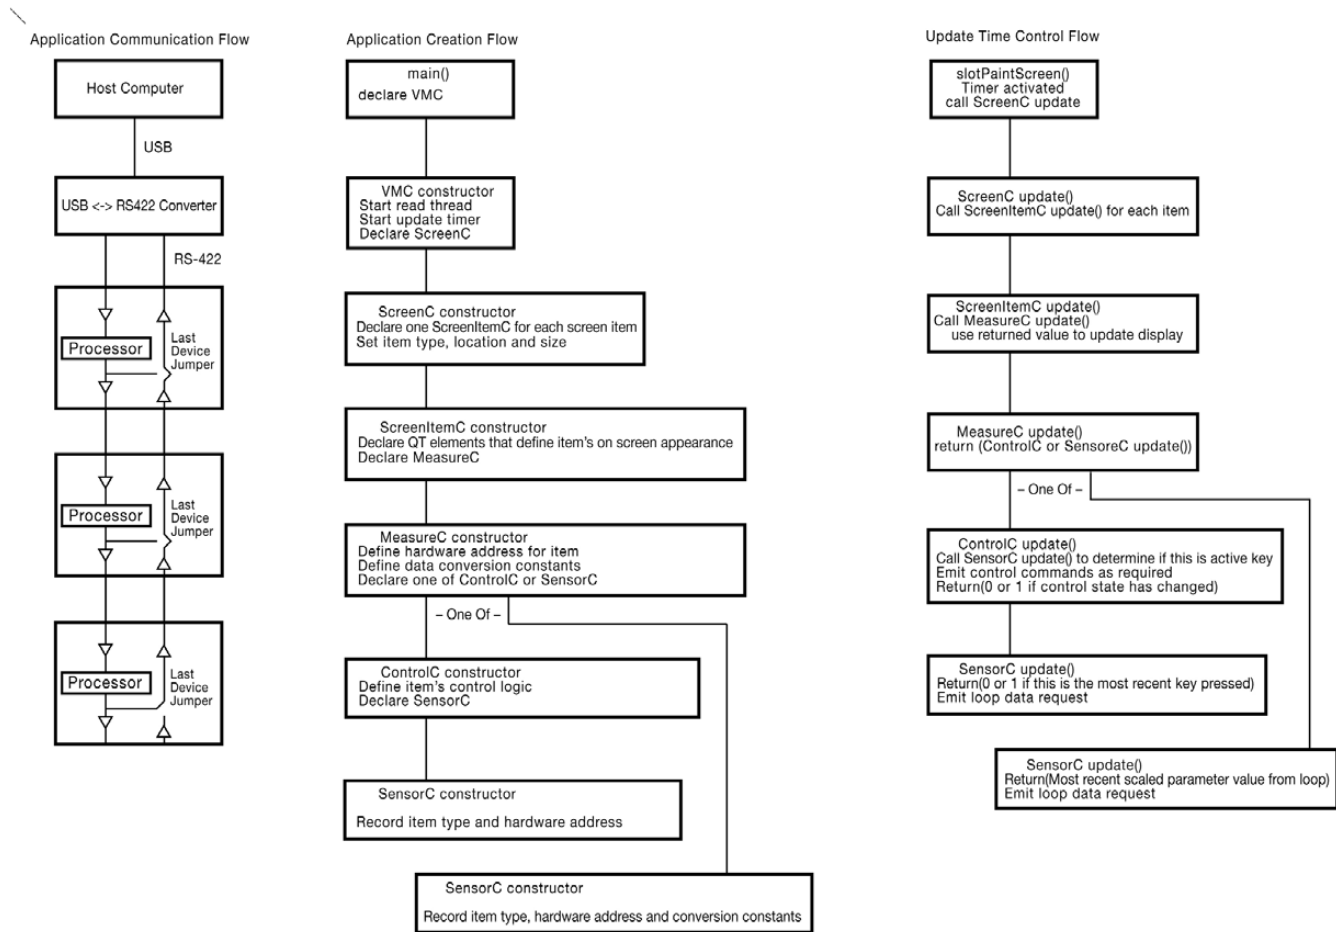 Application Communication Flow
Host Computer
USB
USB <-> RS422 Converter
RS-422
Processor
Last
Device
Jumper
Processor
Last
Device
Jumper
Processor
Last
Device
Jumper
Application Creation Flow
main()
declare VMC
VMC constructor
Start read thread
Start update timer
Declare ScreenC
ScreenC constructor
Declare one ScreenItemC for each screen item
Set item type, location and size
ScreenItemC constructor
Declare QT elements that define item's on screen appearance
Declare MeasureC
MeasureC constructor
Define hardware address for item
Define data conversion constants
Declare one of ControlC or SensorC
– One Of –
ControlC constructor
Define item's control logic
Declare SensorC
SensorC constructor
Record item type and hardware address
SensorC constructor
Record item type, hardware address and conversion constants
Update Time Control Flow
slotPaintScreen()
Timer activated
call ScreenC update
ScreenC update()
Call ScreenItemC update() for each item
ScreenItemC update()
Call MeasureC update()
use returned value to update display
MeasureC update()
return (ControlC or SensoreC update())
– One Of –
ControlC update()
Call SensorC update() to determine if this is active key
Emit control commands as required
Return(0 or 1 if control state has changed)
SensorC update()
Return(0 or 1 if this is the most recent key pressed)
Emit loop data request
SensorC update()
Return(Most recent scaled parameter value from loop)
Emit loop data request